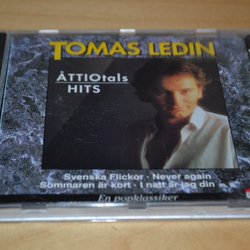 TOMAS LEDIN
ÅTTIOtals
HITS
Svenska Flickor · Never again
Sommaren är kort · I natt är jag din
En popklassiker